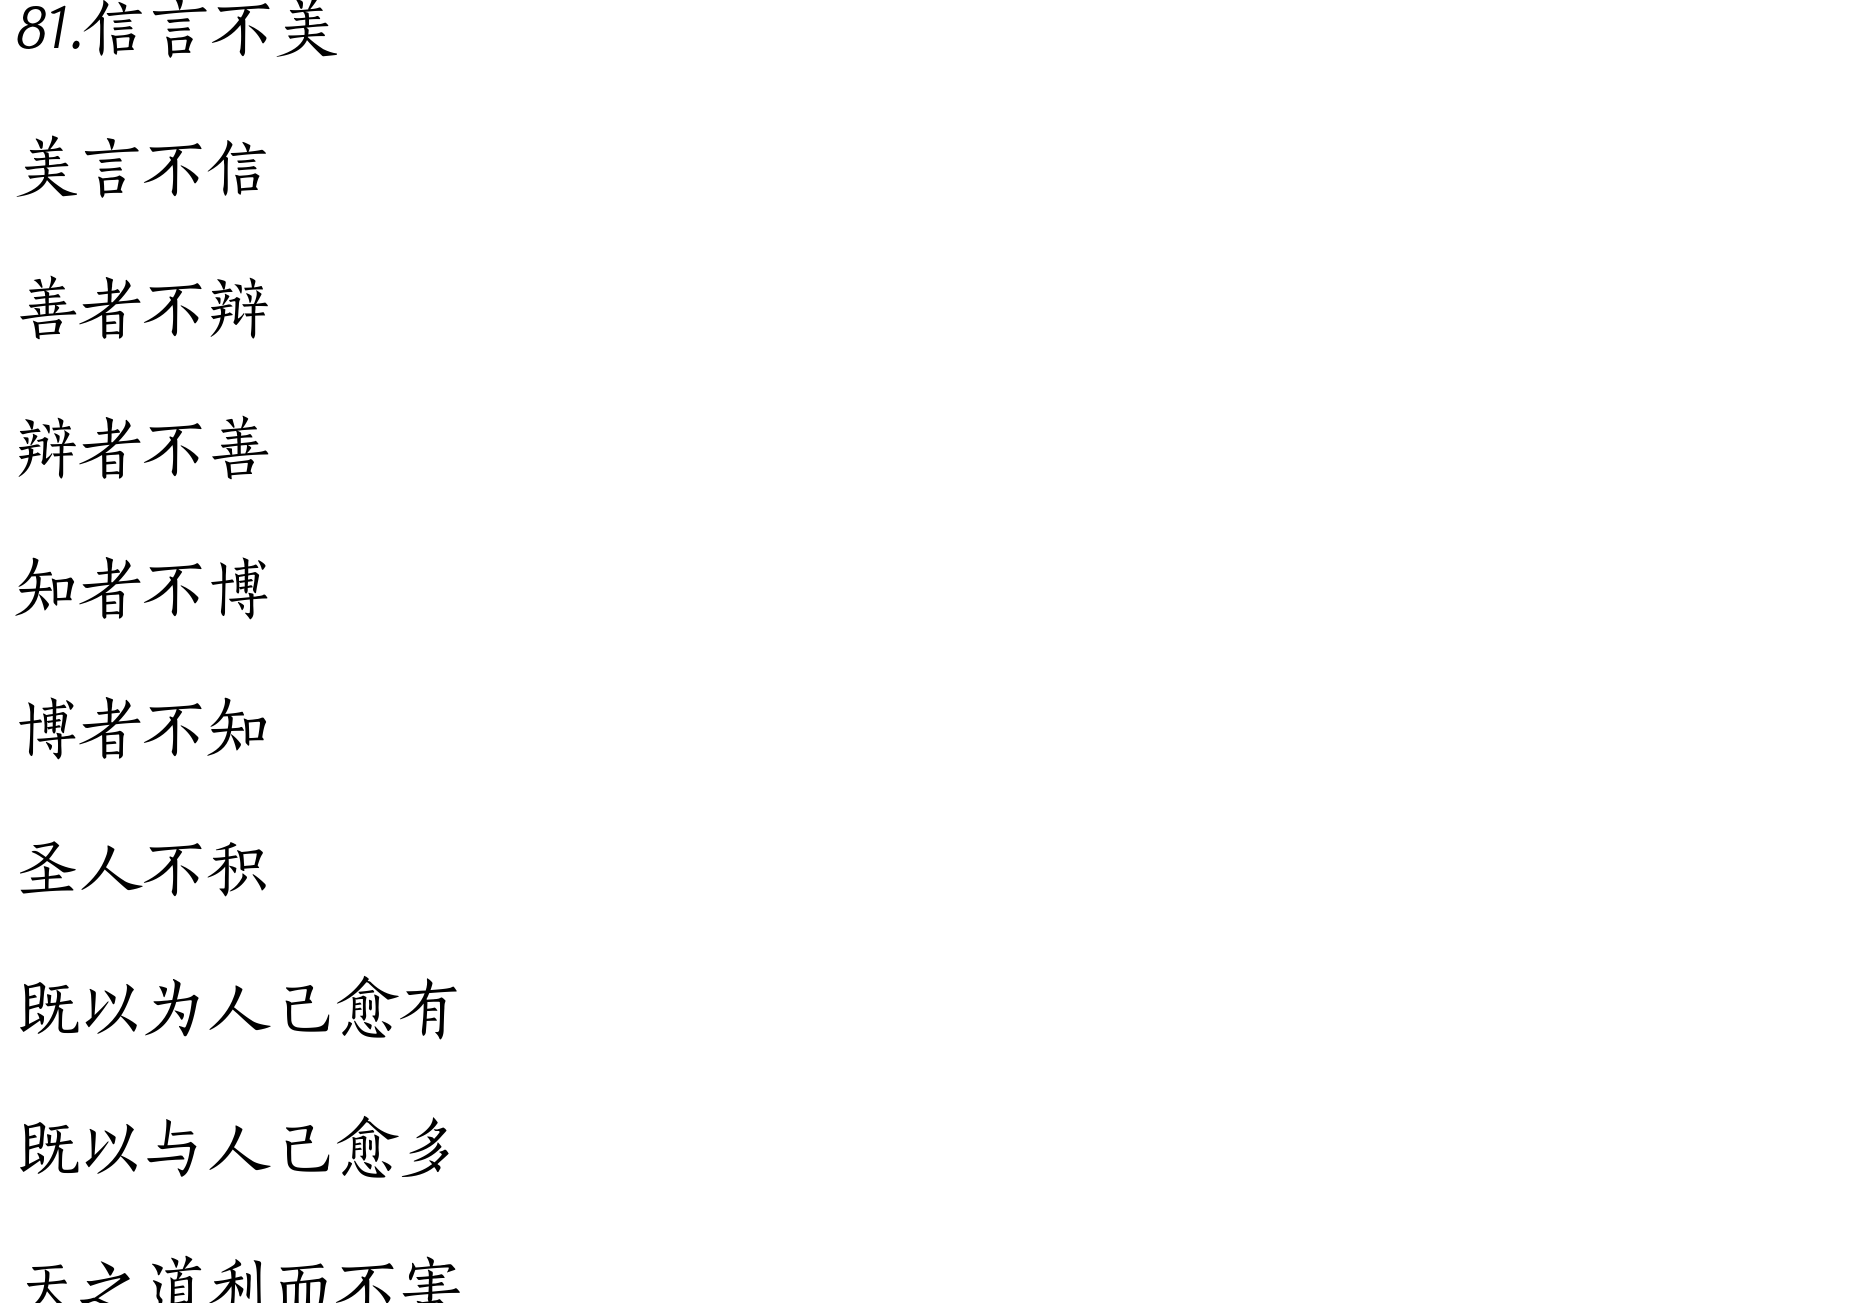 81.信言不美
美言不信
善者不辩
辩者不善
知者不博
博者不知
圣人不积
既以为人己愈有
既以与人己愈多
天之道利而不害